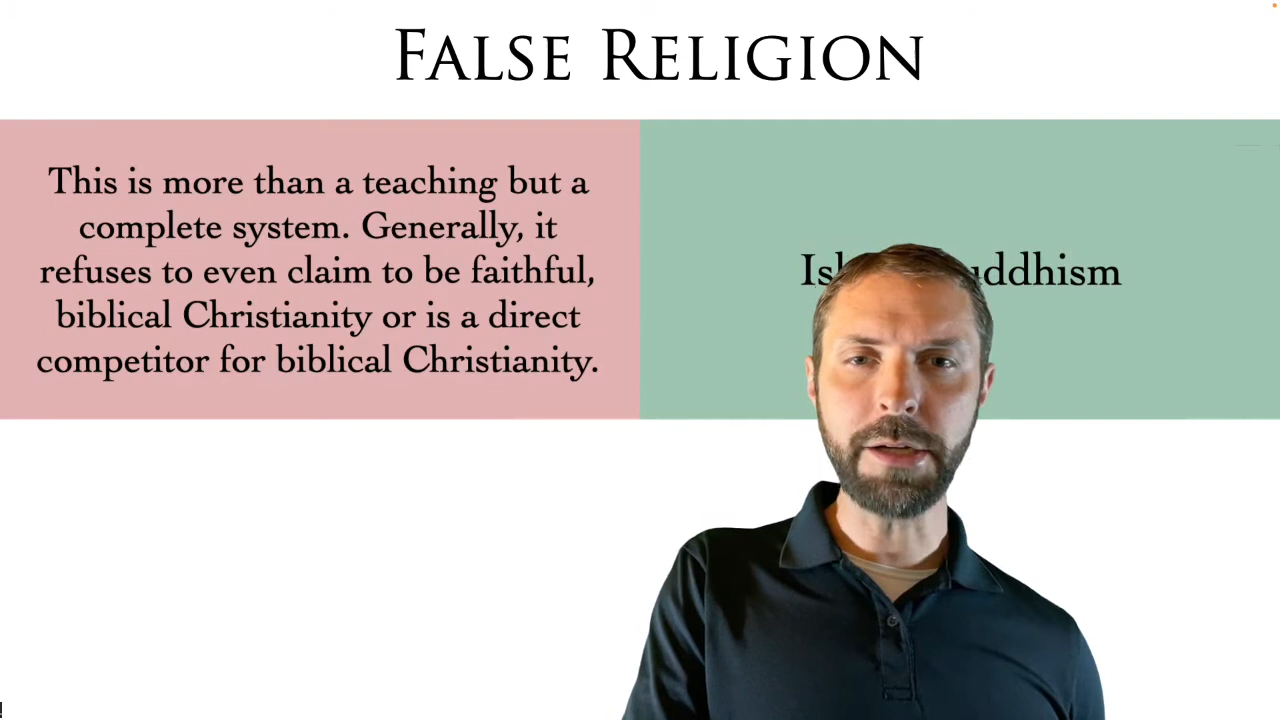 FALSE RELIGION
This is more than a teaching but a
complete system. Generally, it
refuses to even claim to be faithful,
biblical Christianity or is a direct
competitor for biblical Christianity.